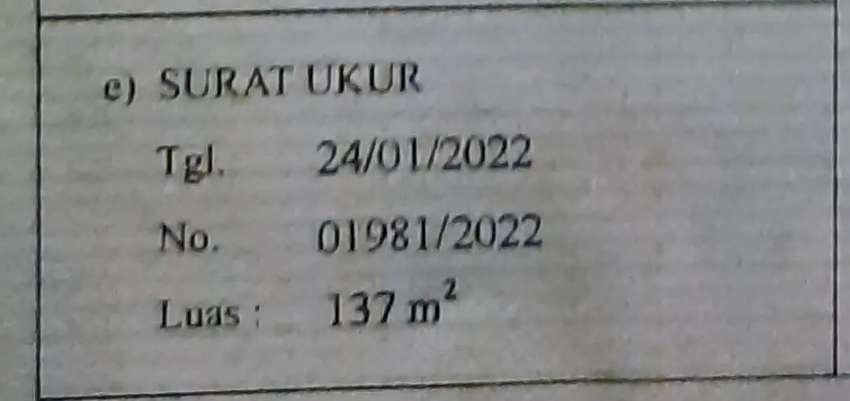 e) SURAT UKUR
Tgl. 24/01/2022
No. 01981/2022
Luas : 137 m²